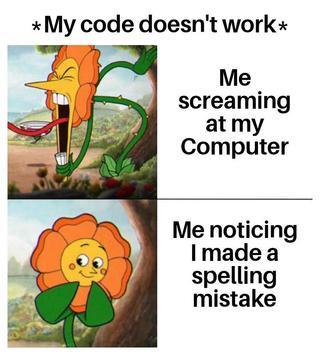 *My code doesn't work*
Me
screaming
at my
Computer
Me noticing
I made a
spelling
mistake